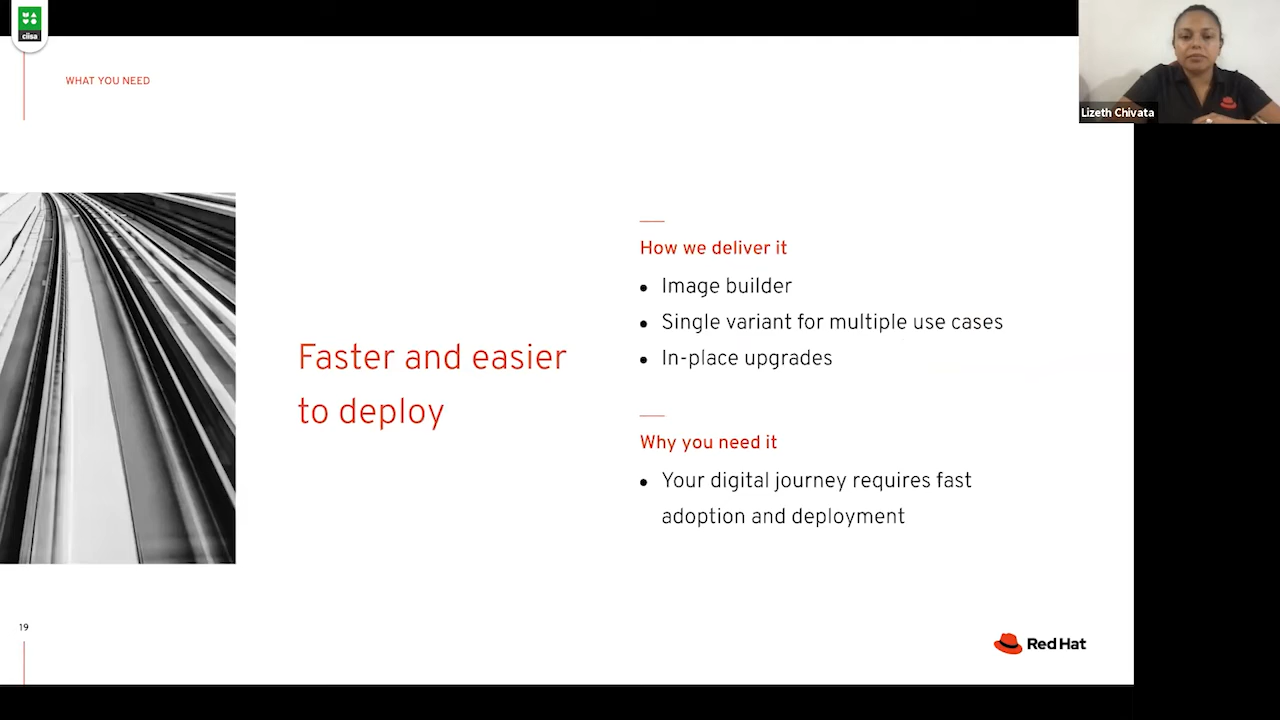 clisa
WHAT YOU NEED
Lizeth Chivata
How we deliver it
• Image builder
• Single variant for multiple use cases
• In-place upgrades
Faster and easier
to deploy
Why you need it
• Your digital journey requires fast
adoption and deployment
19
Red Hat